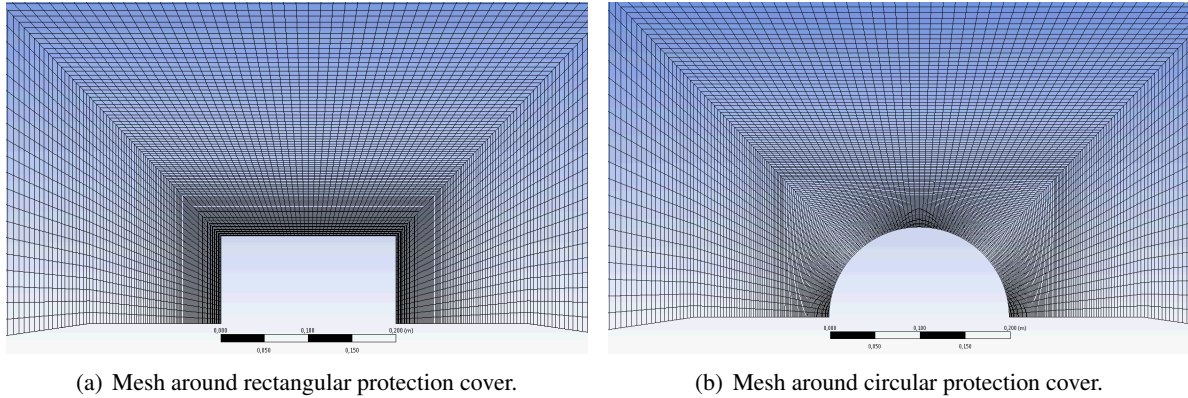 0,000 0,100 0,200 (m)
0,050 0,150
0,000 0,100 0,200 (m)
0,050 0,150
(a) Mesh around rectangular protection cover.
(b) Mesh around circular protection cover.